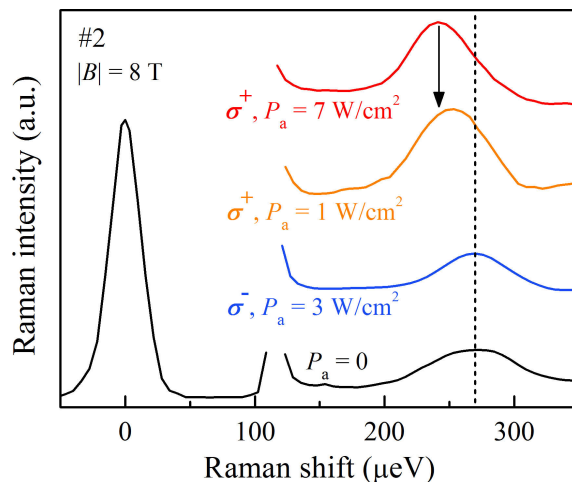 #2
|B| = 8 T
σ⁺, Pₐ = 7 W/cm²
σ⁺, Pₐ = 1 W/cm²
σ⁻, Pₐ = 3 W/cm²
Pₐ = 0
Raman intensity (a.u.)
0 100 200 300
Raman shift (μeV)